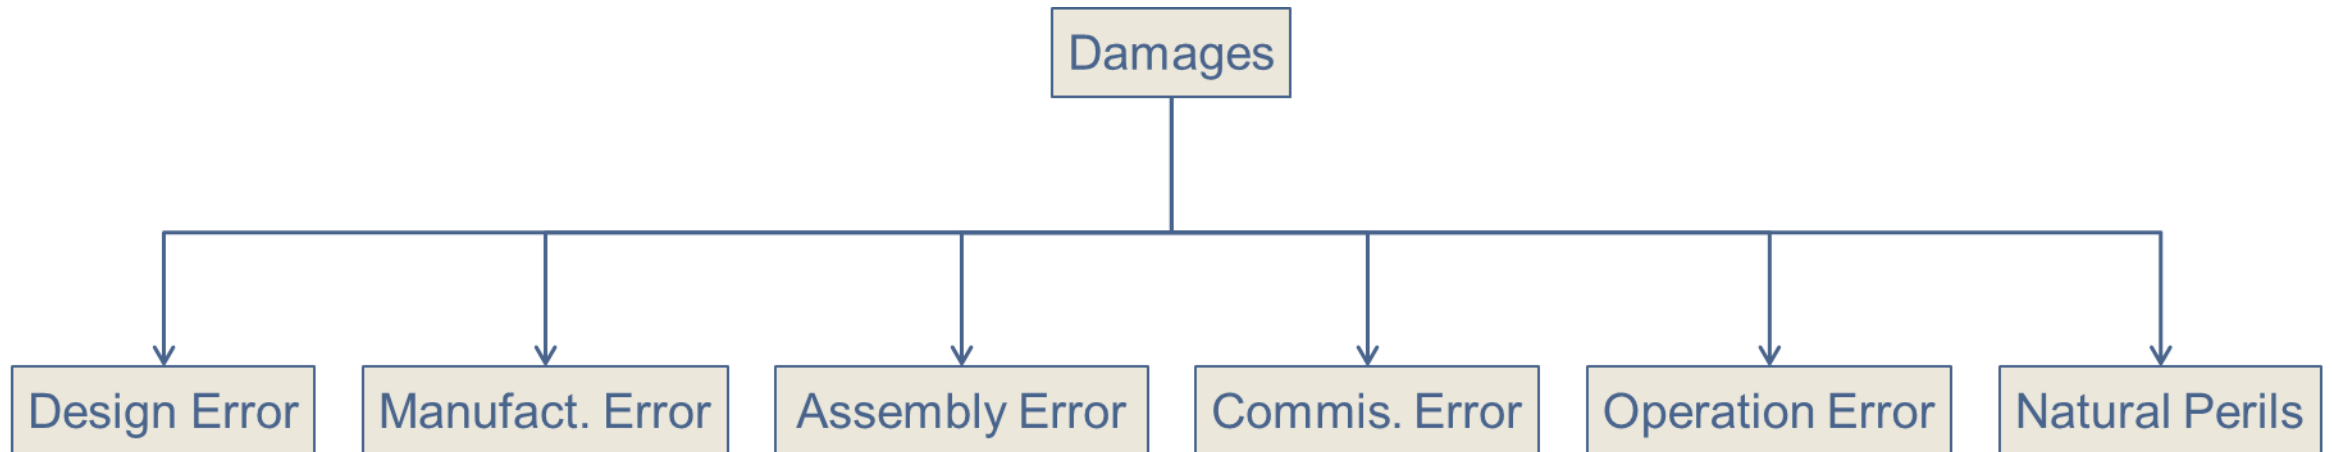 Damages
Design Error
Manufact. Error
Assembly Error
Commis. Error
Operation Error
Natural Perils